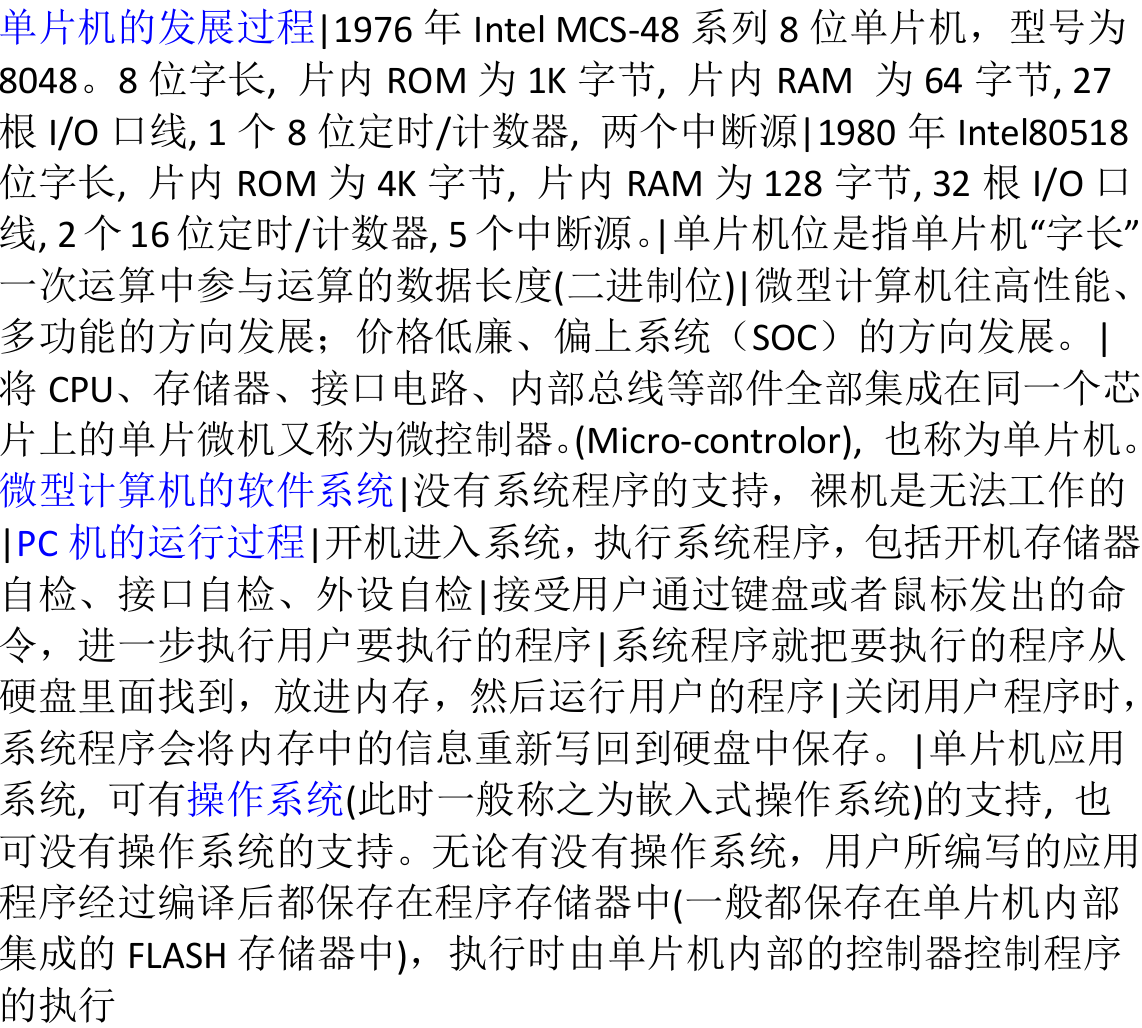 单片机的发展过程|1976 年 Intel MCS-48 系列 8 位单片机，型号为
8048。8 位字长, 片内 ROM 为 1K 字节, 片内 RAM 为 64 字节, 27
根 I/O 口线, 1 个 8 位定时/计数器, 两个中断源|1980 年 Intel80518
位字长, 片内 ROM 为 4K 字节, 片内 RAM 为 128 字节, 32 根 I/O 口
线, 2 个 16 位定时/计数器, 5 个中断源。|单片机位是指单片机“字长”
一次运算中参与运算的数据长度(二进制位)|微型计算机往高性能、
多功能的方向发展；价格低廉、偏上系统（SOC）的方向发展。|
将 CPU、存储器、接口电路、内部总线等部件全部集成在同一个芯
片上的单片微机又称为微控制器。(Micro-controlor), 也称为单片机。
微型计算机的软件系统|没有系统程序的支持，裸机是无法工作的
|PC 机的运行过程|开机进入系统，执行系统程序，包括开机存储器
自检、接口自检、外设自检|接受用户通过键盘或者鼠标发出的命
令，进一步执行用户要执行的程序|系统程序就把要执行的程序从
硬盘里面找到，放进内存，然后运行用户的程序|关闭用户程序时，
系统程序会将内存中的信息重新写回到硬盘中保存。|单片机应用
系统, 可有操作系统(此时一般称之为嵌入式操作系统)的支持, 也
可没有操作系统的支持。无论有没有操作系统，用户所编写的应用
程序经过编译后都保存在程序存储器中(一般都保存在单片机内部
集成的 FLASH 存储器中)，执行时由单片机内部的控制器控制程序
的执行